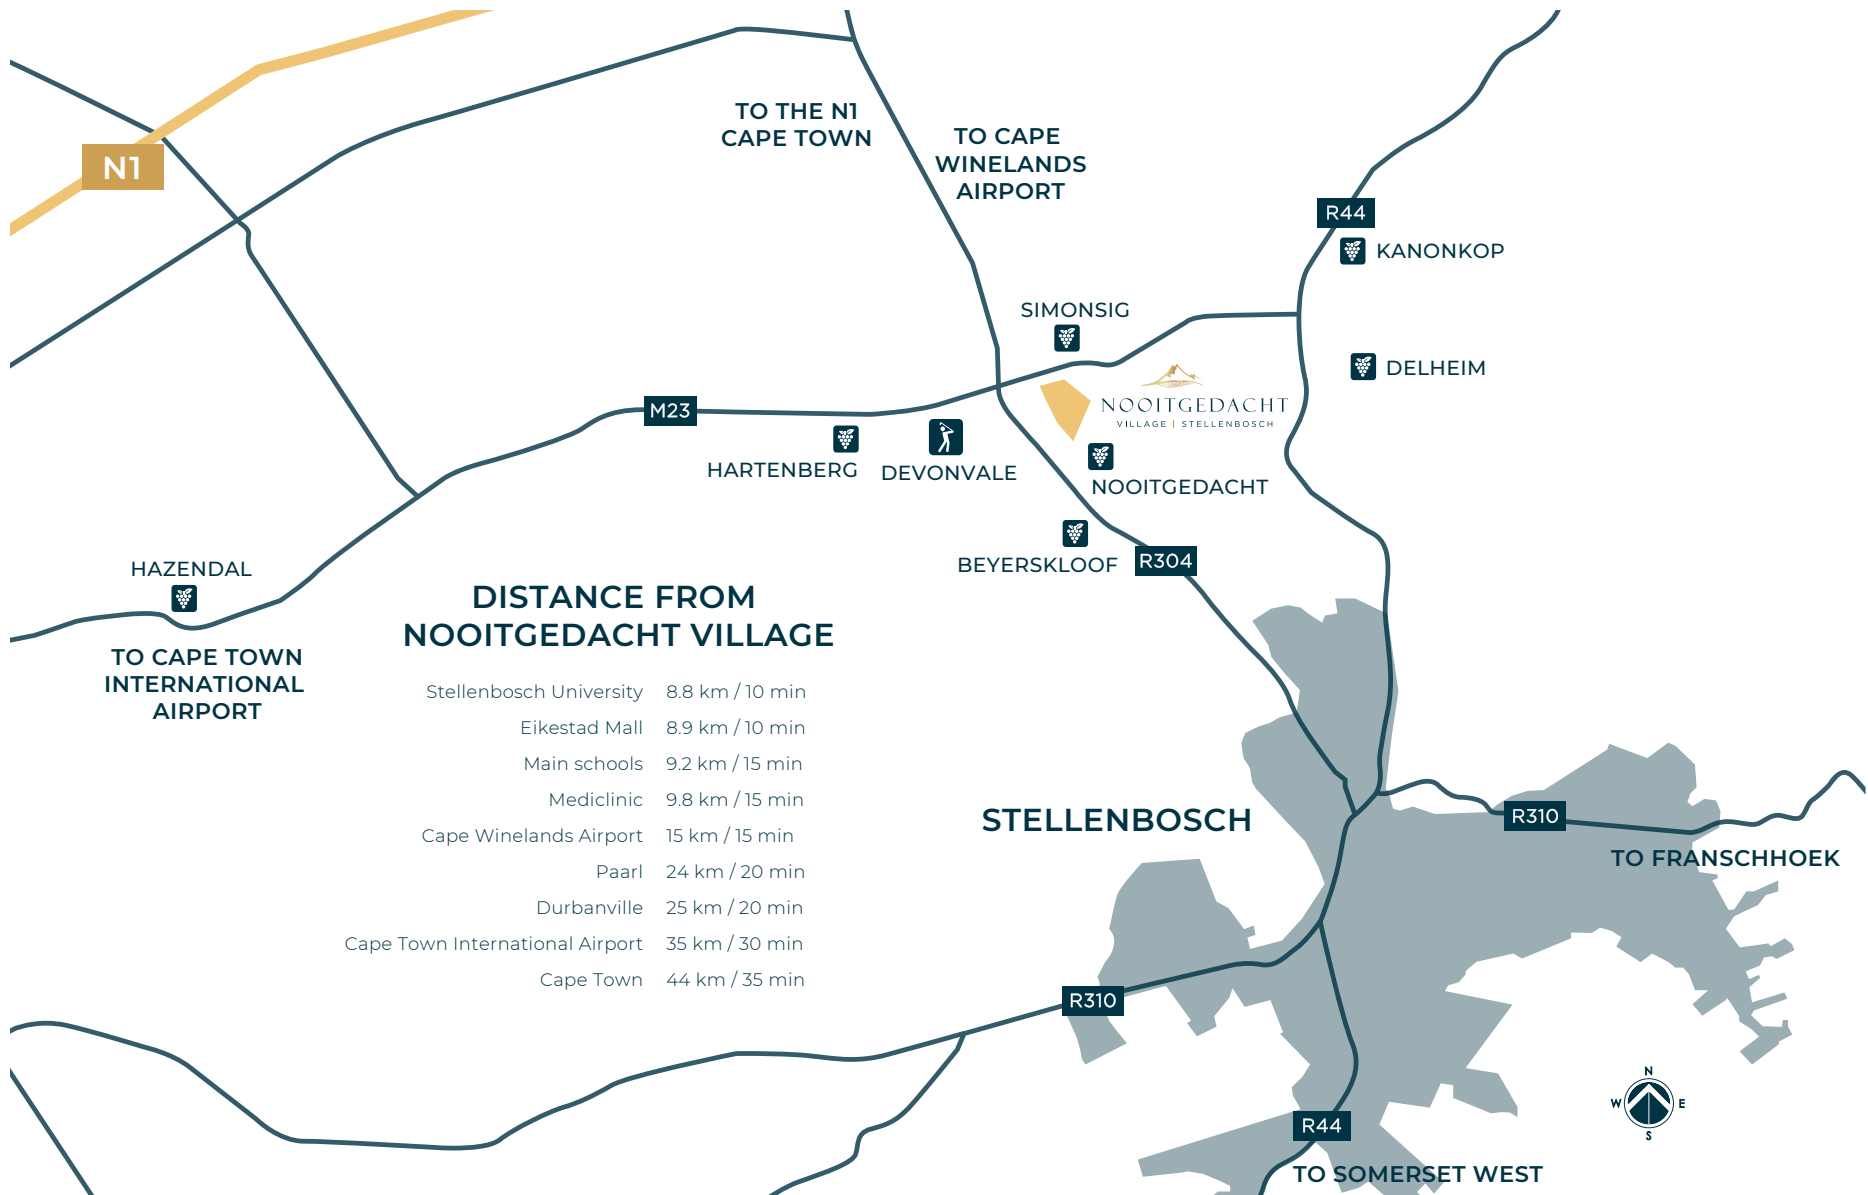 TO THE N1
CAPE TOWN
TO CAPE
WINELANDS
AIRPORT
N1
R44
KANONKOP
SIMONSIG
DELHEIM
NOOITGEDACHT
VILLAGE | STELLENBOSCH
M23
HARTENBERG
DEVONVALE
NOOITGEDACHT
BEYERSKLOOF
R304
HAZENDAL
TO CAPE TOWN
INTERNATIONAL
AIRPORT
DISTANCE FROM
NOOITGEDACHT VILLAGE
Stellenbosch University 8.8 km / 10 min
Eikestad Mall 8.9 km / 10 min
Main schools 9.2 km / 15 min
Mediclinic 9.8 km / 15 min
Cape Winelands Airport 15 km / 15 min
Paarl 24 km / 20 min
Durbanville 25 km / 20 min
Cape Town International Airport 35 km / 30 min
Cape Town 44 km / 35 min
STELLENBOSCH
R310
TO FRANSCHHOEK
R310
R44
TO SOMERSET WEST
N
W E
S